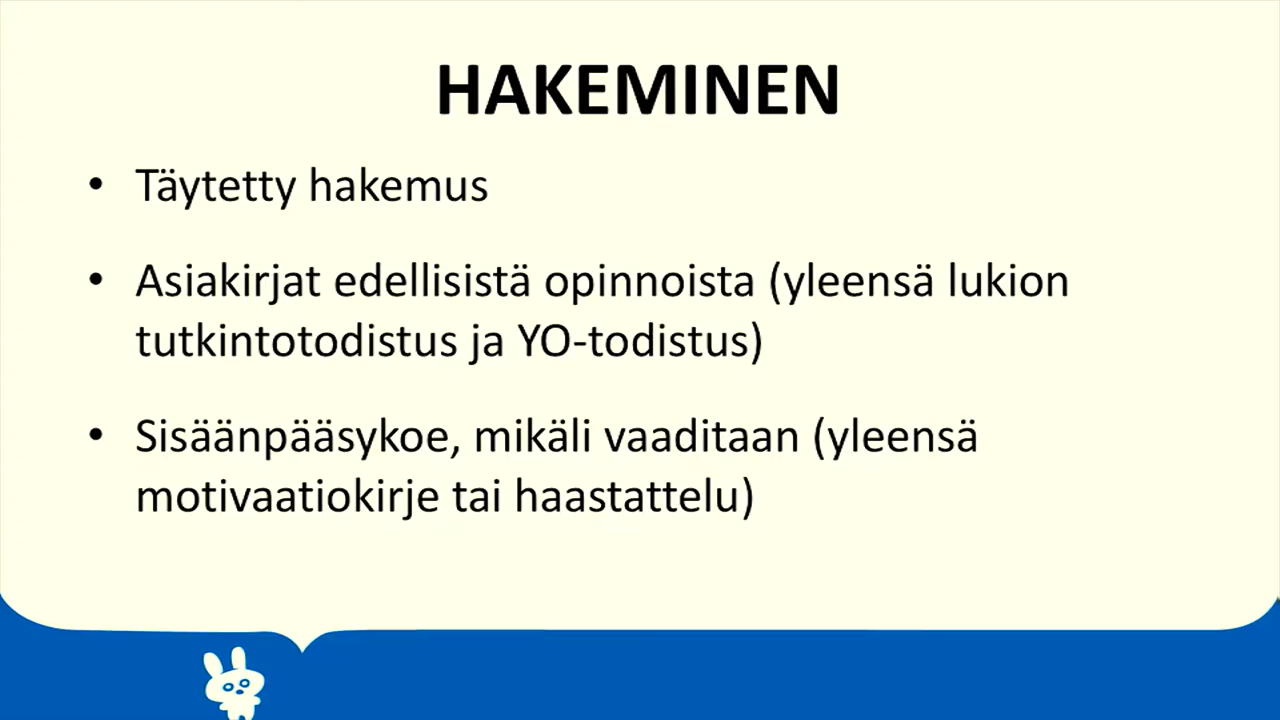 HAKEMINEN
• Täytetty hakemus
• Asiakirjat edellisistä opinnoista (yleensä lukion
tutkintotodistus ja YO-todistus)
• Sisäänpääsykoe, mikäli vaaditaan (yleensä
motivaatiokirje tai haastattelu)